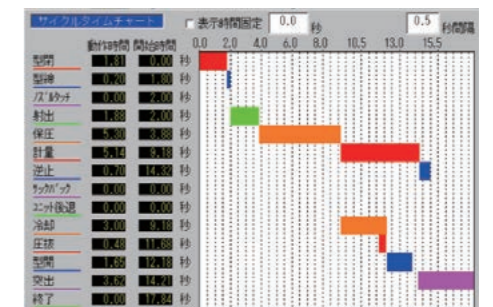 サイクルタイムチャート 表示時間固定 0.0 秒 0.5 秒間隔
動作時間 開始時間 0.0 2.0 4.0 6.0 8.0 10.5 13.0 15.5
型閉 1.81 0.00 秒
型締 0.20 1.80 秒
ノズルタッチ 0.00 2.00 秒
射出 1.88 2.00 秒
保圧 5.30 3.88 秒
計量 5.14 9.18 秒
逆止 0.70 14.32 秒
サックバック 0.00 0.00 秒
ユニット後退 0.00 0.00 秒
冷却 3.00 9.18 秒
圧抜 0.48 11.68 秒
型開 1.65 12.18 秒
突出 3.62 14.21 秒
終了 0.00 17.84 秒